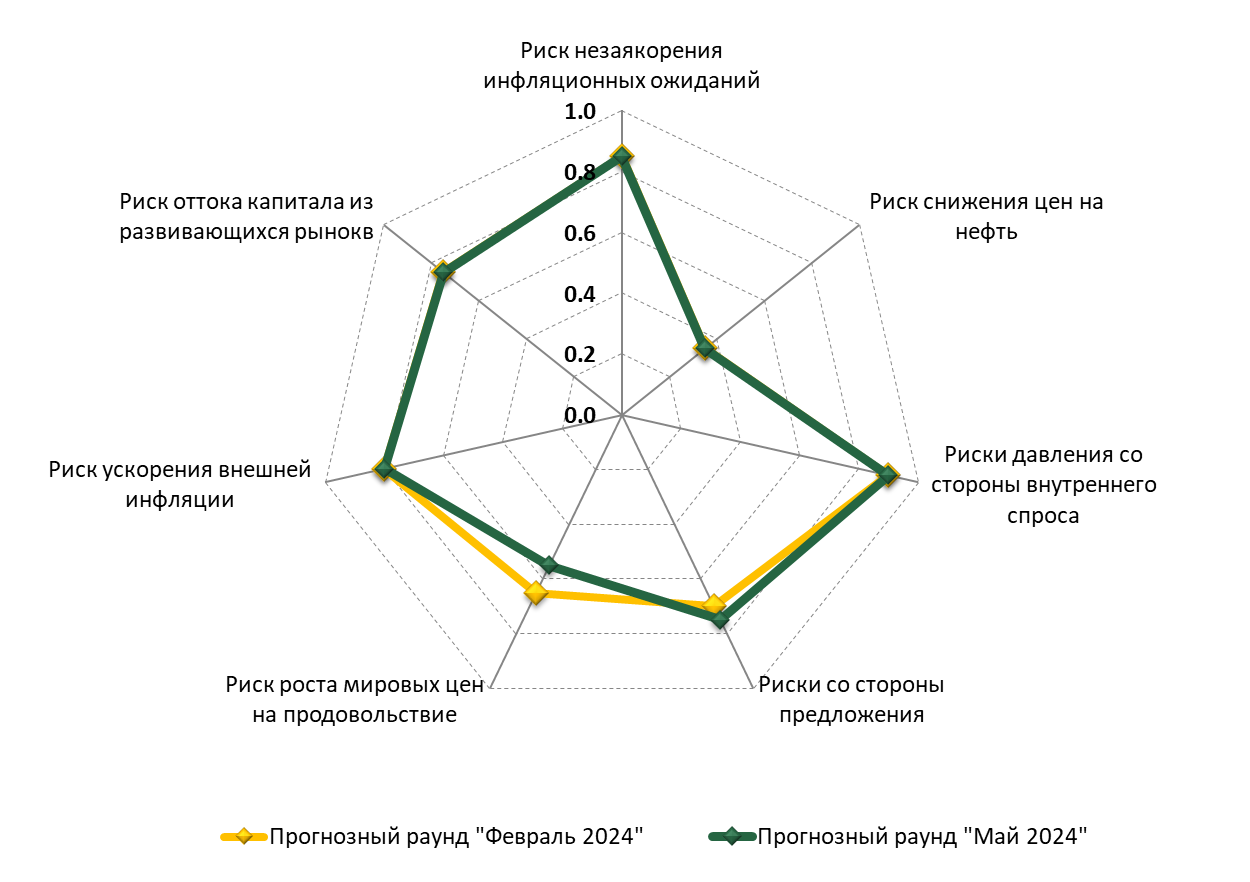 Риск незаякорения
инфляционных ожиданий
1.0
0.8
0.6
0.4
0.2
0.0
Риск снижения цен на
нефть
Риски давления со
стороны внутреннего
спроса
Риски со стороны
предложения
Риск роста мировых цен
на продовольствие
Риск ускорения внешней
инфляции
Риск оттока капитала из
развивающихся рынокв
Прогнозный раунд "Февраль 2024"
Прогнозный раунд "Май 2024"